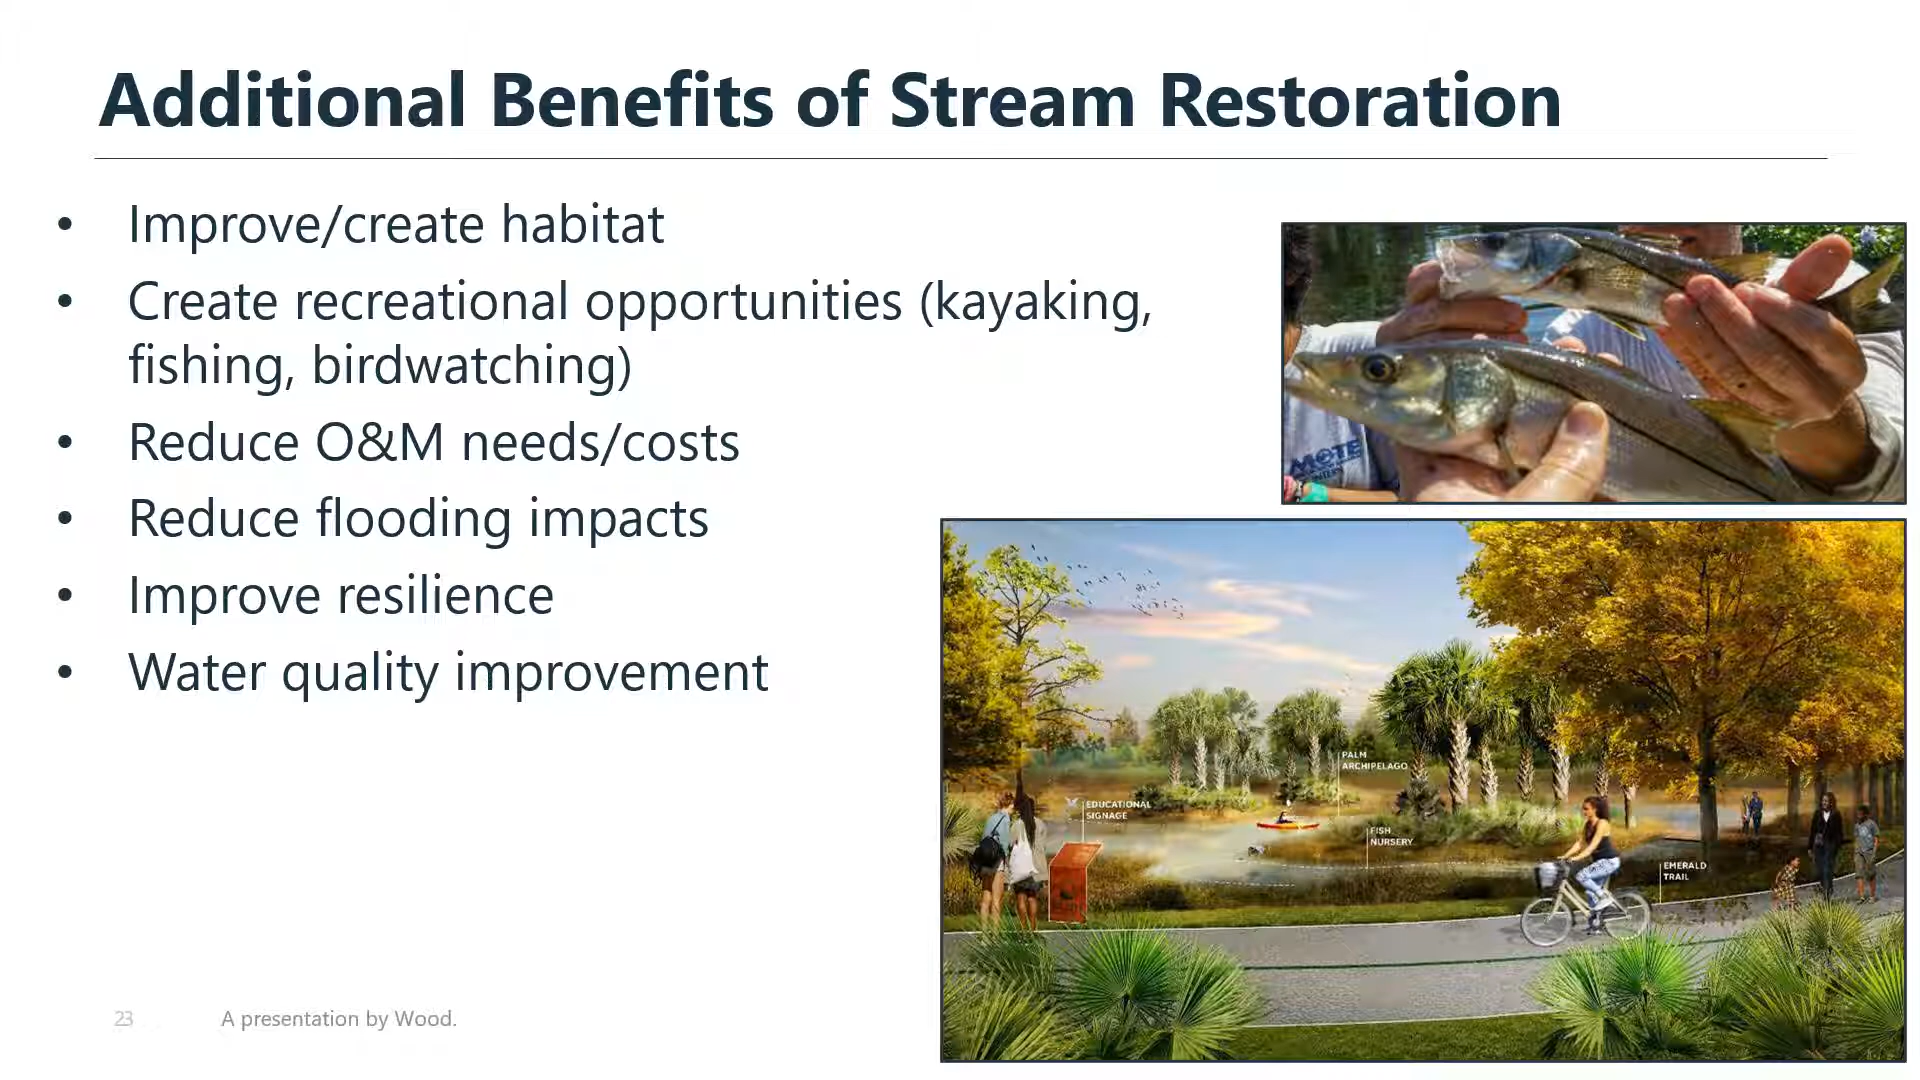 Additional Benefits of Stream Restoration
• Improve/create habitat
• Create recreational opportunities (kayaking,
fishing, birdwatching)
• Reduce O&M needs/costs
• Reduce flooding impacts
• Improve resilience
• Water quality improvement
MOTE
PALM
ARCHIPELAGO
EDUCATIONAL
SIGNAGE
FISH
NURSERY
EMERALD
TRAIL
23
A presentation by Wood.